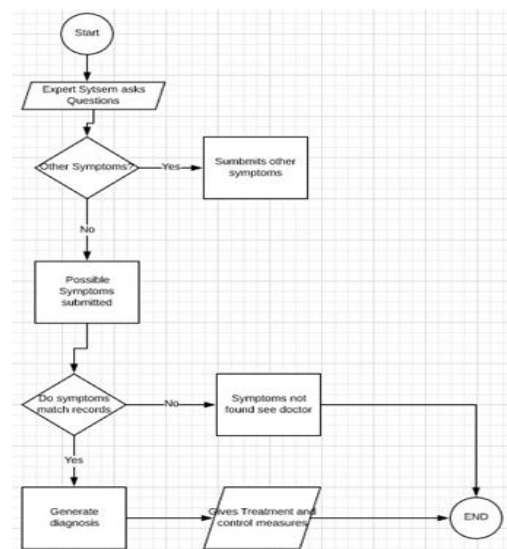 Start
Expert Sytsem asks
Questions
Other Symptoms?
Yes
Sumbmits other
symptoms
No
Possible
Symptoms
submitted
Do symptoms
match records
No
Symptoms not
found see doctor
Yes
Generate
diagnosis
Gives Treatment and
control measures
END